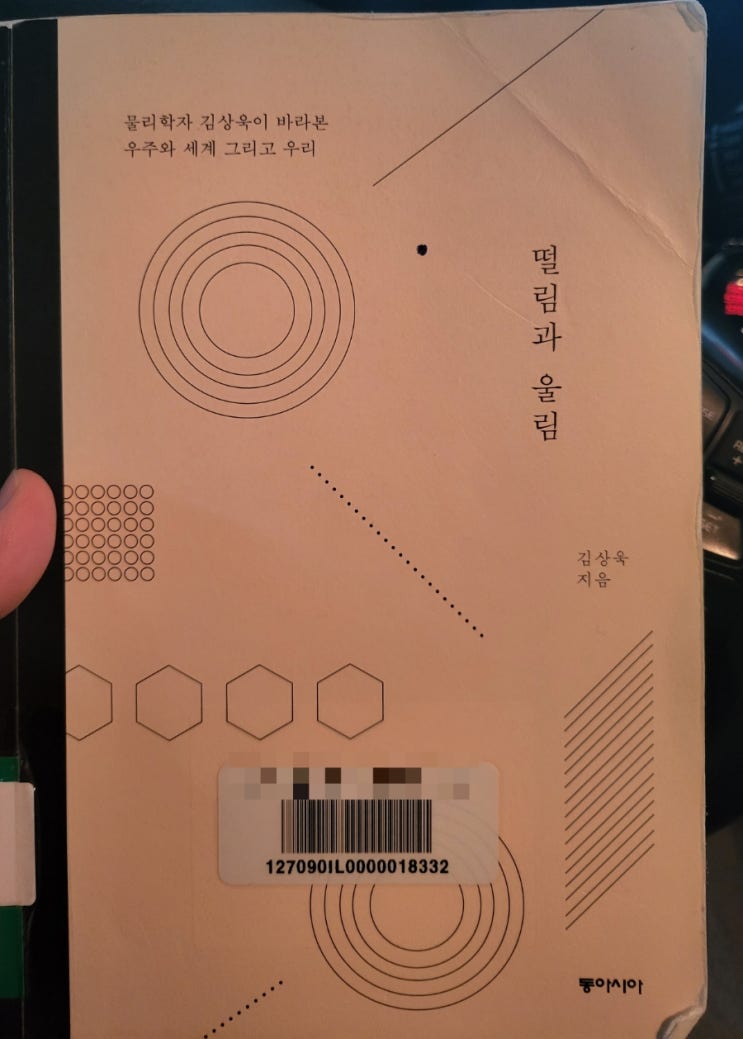 물리학자 김상욱이 바라본
우주와 세계 그리고 우리
떨림과 울림
김상욱
지음
127090IL0000018332
동아시아